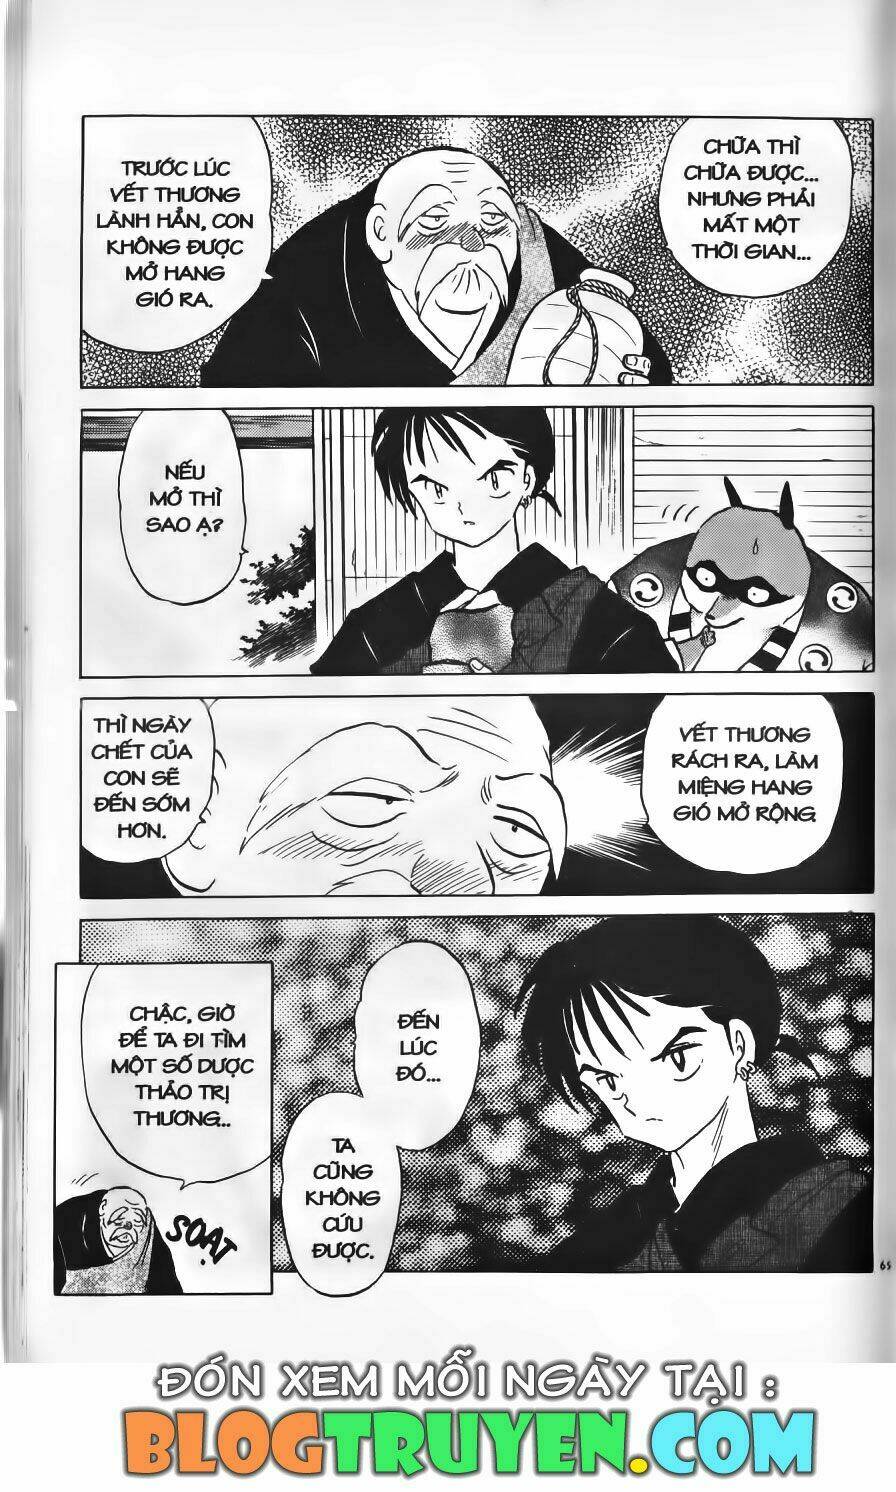 CHỮA THÌ
CHỮA ĐƯỢC...
NHƯNG PHẢI
MẤT MỘT
THỜI GIAN...
TRƯỚC LÚC
VẾT THƯƠNG
LÀNH HẲN, CON
KHÔNG ĐƯỢC
MỞ HANG
GIÓ RA.
NẾU
MỞ THÌ
SAO Ạ?
VẾT THƯƠNG
RÁCH RA, LÀM
MIỆNG HANG
GIÓ MỞ RỘNG.
THÌ NGÀY
CHẾT CỦA
CON SẼ
ĐẾN SỚM
HƠN.
ĐẾN
LÚC
ĐÓ...
TA
CŨNG
KHÔNG
CỨU
ĐƯỢC.
CHẬC, GIỜ
ĐỂ TA ĐI TÌM
MỘT SỐ DƯỢC
THẢO TRỊ
THƯƠNG...
SOẠT
65
ĐÓN XEM MỖI NGÀY TẠI :
BLOGTRUYEN.COM